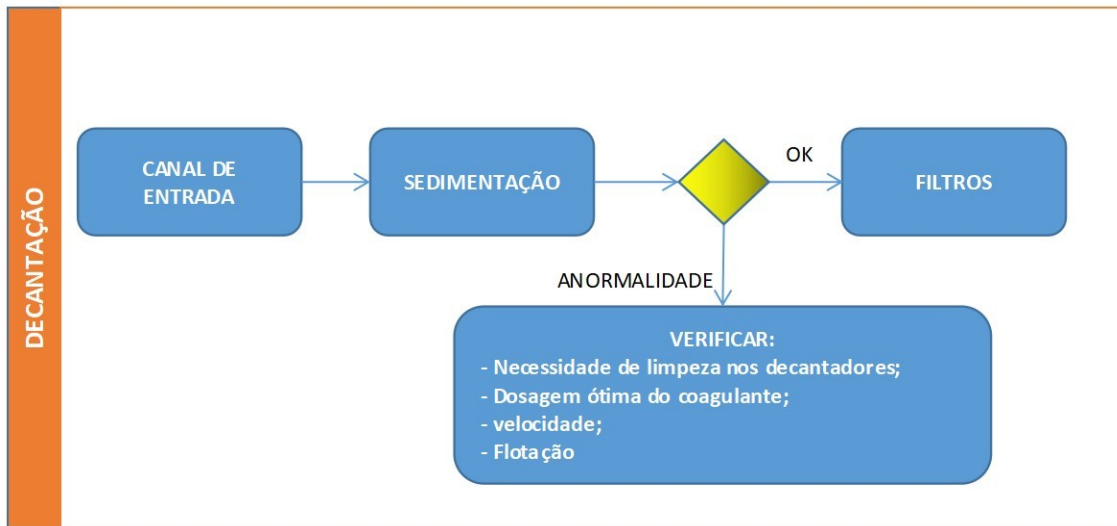 DECANTAÇÃO
CANAL DE
ENTRADA
SEDIMENTAÇÃO
OK
FILTROS
ANORMALIDADE
VERIFICAR:
- Necessidade de limpeza nos decantadores;
- Dosagem ótima do coagulante;
- velocidade;
- Flotação